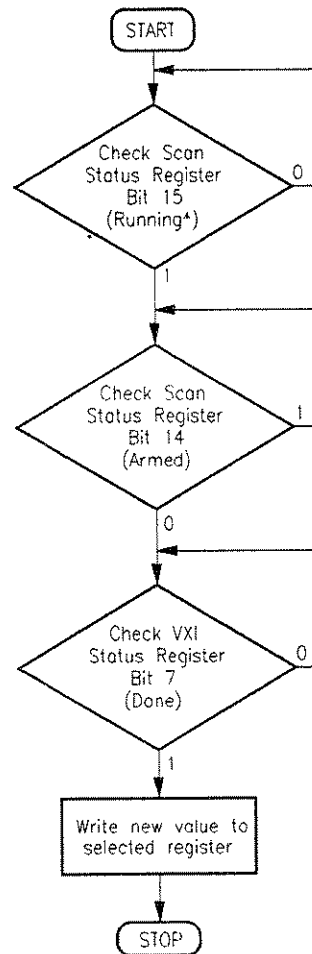 START
Check Scan
Status Register
Bit 15
(Running*)
0
1
Check Scan
Status Register
Bit 14
(Armed)
1
0
Check VXI
Status Register
Bit 7
(Done)
0
1
Write new value to
selected register
STOP